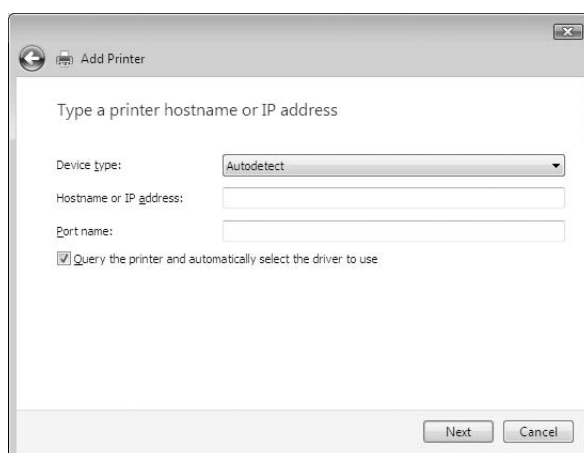 Add Printer
Type a printer hostname or IP address
Device type:
Autodetect
Hostname or IP address:
Port name:
Query the printer and automatically select the driver to use
Next
Cancel